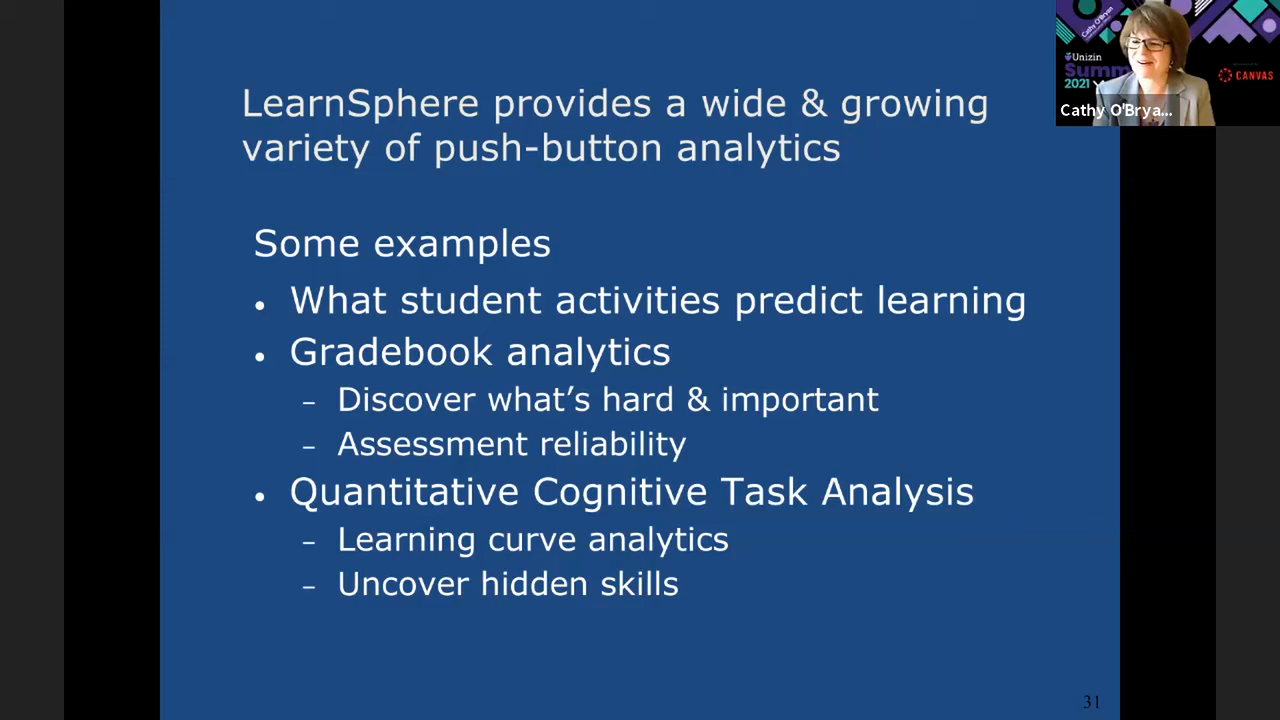 LearnSphere provides a wide & growing
variety of push-button analytics
Some examples
• What student activities predict learning
• Gradebook analytics
– Discover what’s hard & important
– Assessment reliability
• Quantitative Cognitive Task Analysis
– Learning curve analytics
– Uncover hidden skills
31
Cathy O'Bryan
Unizin
Summ
2021
CANVAS
Cathy O'Brya...